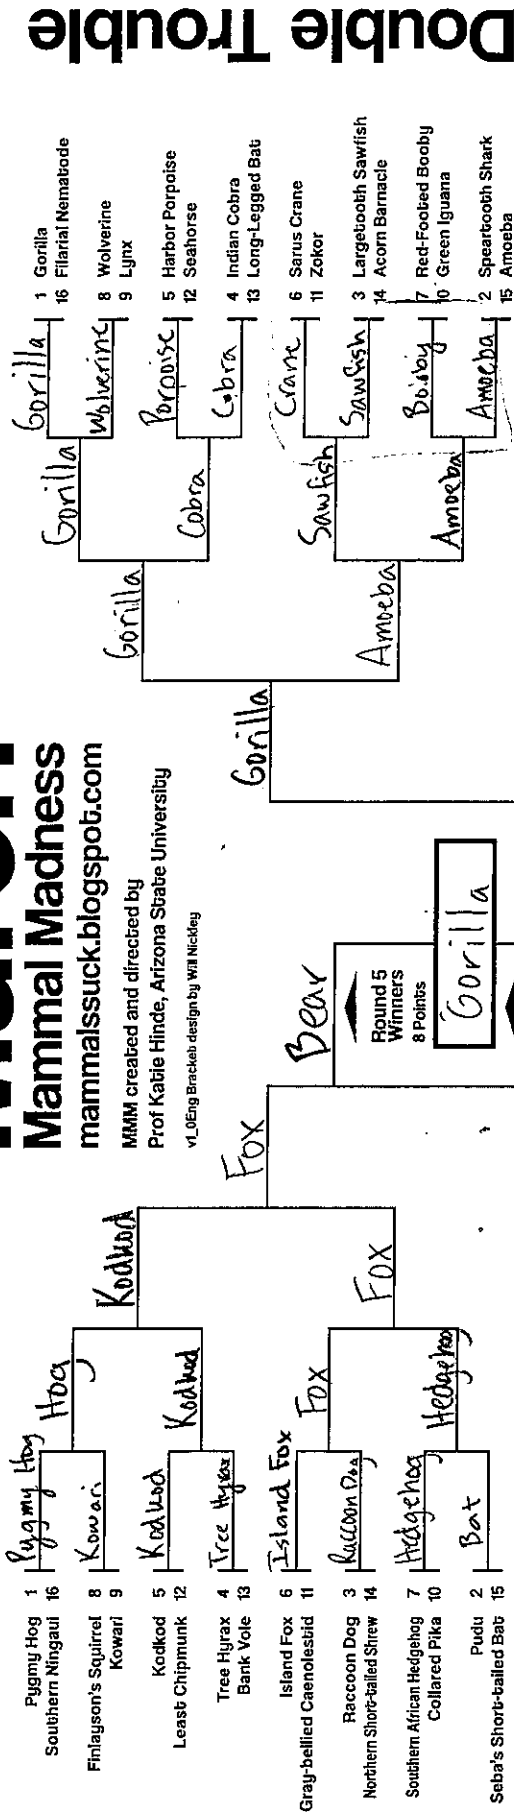 Mammal Madness
mammalssuck.blogspot.com
MMM created and directed by
Prof Katie Hinde, Arizona State University
v1_0Eng Bracket design by Will Nickley
Pygmy Hog 1
Southern Ningaui 16
Finlayson's Squirrel 8
Kowari 9
Kodkod 5
Least Chipmunk 12
Tree Hyrax 4
Bank Vole 13
Island Fox 6
Gray-bellied Caenolestid 11
Raccoon Dog 3
Northern Short-tailed Shrew 14
Southern African Hedgehog 7
Collared Pika 10
Pudu 2
Seba's Short-tailed Bat 15
Pygmy Hog
Kowari
Kodkod
Tree Hyrax
Island Fox
Raccoon Dog
Hedgehog
Bat
Hog
Kodkod
Fox
Hedgehog
Kodkod
Fox
Fox
Bear
Round 5
Winners
8 Points
Gorilla
Gorilla
Gorilla
Amoeba
Gorilla
Cobra
Sawfish
Amoeba
Gorilla
Wolverine
Porpoise
Cobra
Crane
Sawfish
Booby
Amoeba
1 Gorilla
16 Filarial Nematode
8 Wolverine
9 Lynx
5 Harbor Porpoise
12 Seahorse
4 Indian Cobra
13 Long-Legged Bat
6 Sarus Crane
11 Zokor
3 Largetooth Sawfish
14 Acorn Barnacle
7 Red-Footed Booby
10 Green Iguana
2 Speartooth Shark
15 Amoeba
Double Trouble